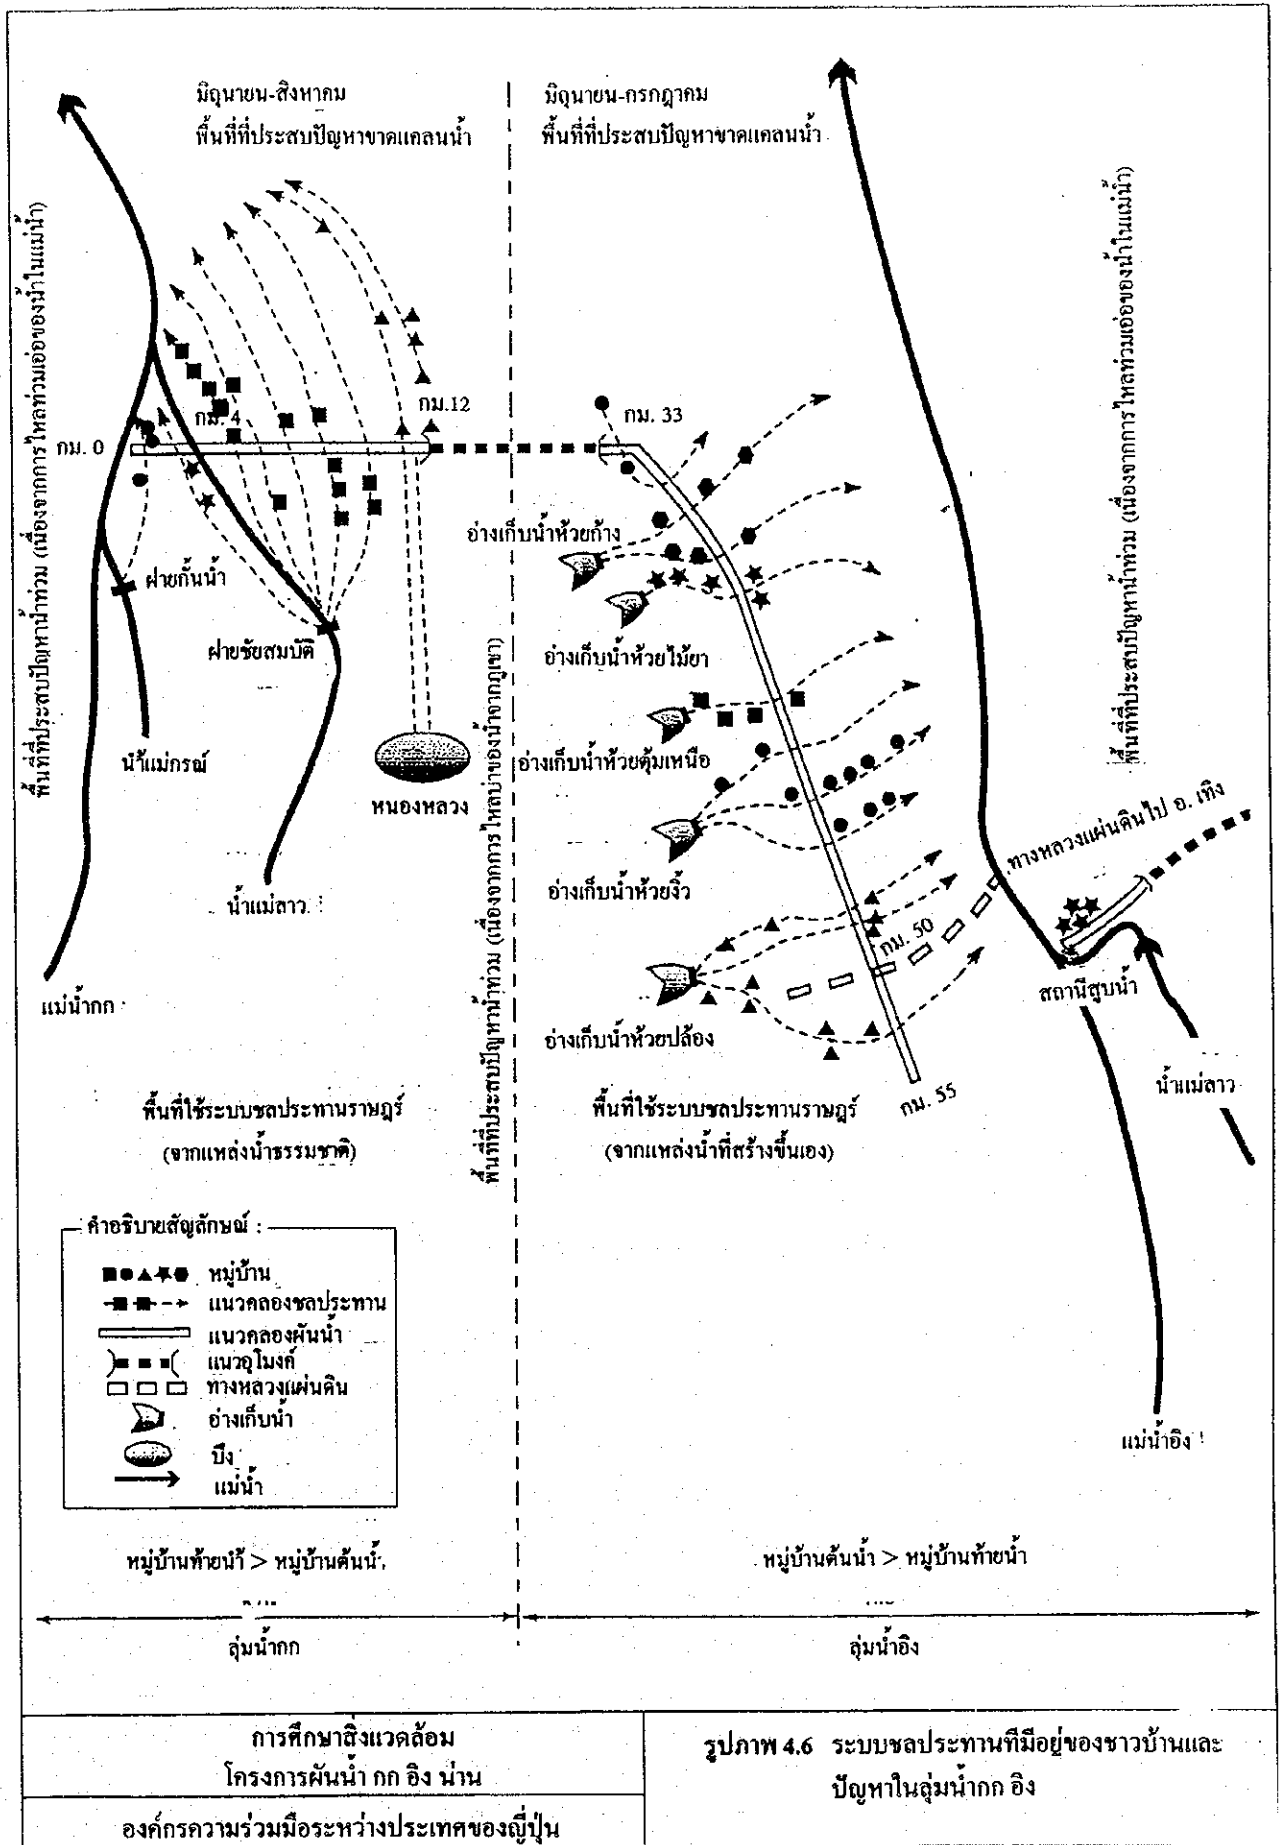 มิถุนายน-สิงหาคม
พื้นที่ที่ประสบปัญหาขาดแคลนน้ำ
มิถุนายน-กรกฎาคม
พื้นที่ที่ประสบปัญหาขาดแคลนน้ำ
พื้นที่ที่ประสบปัญหาน้ำท่วม (เนื่องจากการไหลท่วมเอ่อของน้ำในแม่น้ำ)
พื้นที่ที่ประสบปัญหาน้ำท่วม (เนื่องจากการไหลท่วมเอ่อของน้ำในแม่น้ำ)
กม. 0
กม. 4
กม.12
กม. 33
อ่างเก็บน้ำห้วยก้าง
ฝายกั้นน้ำ
ฝายชัยสมบัติ
อ่างเก็บน้ำห้วยไม้ยา
พื้นที่ที่ประสบปัญหาน้ำท่วม (เนื่องจากการไหลบ่าของน้ำจากภูเขา)
น้ำแม่กรณ์
อ่างเก็บน้ำห้วยตุ้มเหนือ
หนองหลวง
ทางหลวงแผ่นดินไป อ. เทิง
น้ำแม่ลาว
อ่างเก็บน้ำห้วยงิ้ว
กม. 50
แม่น้ำกก
สถานีสูบน้ำ
อ่างเก็บน้ำห้วยปล้อง
น้ำแม่ลาว
กม. 55
พื้นที่ใช้ระบบชลประทานราษฎร์
(จากแหล่งน้ำธรรมชาติ)
พื้นที่ใช้ระบบชลประทานราษฎร์
(จากแหล่งน้ำที่สร้างขึ้นเอง)
คำอธิบายสัญลักษณ์ :
หมู่บ้าน
แนวคลองชลประทาน
แนวคลองผันน้ำ
แนวอุโมงค์
ทางหลวงแผ่นดิน
อ่างเก็บน้ำ
บึง
แม่น้ำ
แม่น้ำอิง
หมู่บ้านท้ายน้ำ > หมู่บ้านต้นน้ำ
หมู่บ้านต้นน้ำ > หมู่บ้านท้ายน้ำ
ลุ่มน้ำกก
ลุ่มน้ำอิง
การศึกษาสิ่งแวดล้อม
โครงการผันน้ำ กก อิง น่าน
องค์กรความร่วมมือระหว่างประเทศของญี่ปุ่น
รูปภาพ 4.6 ระบบชลประทานที่มีอยู่ของชาวบ้านและ
ปัญหาในลุ่มน้ำกก อิง